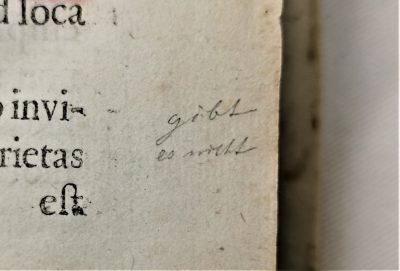 d loca
invi-
gibt
rietas
es nicht
eſt